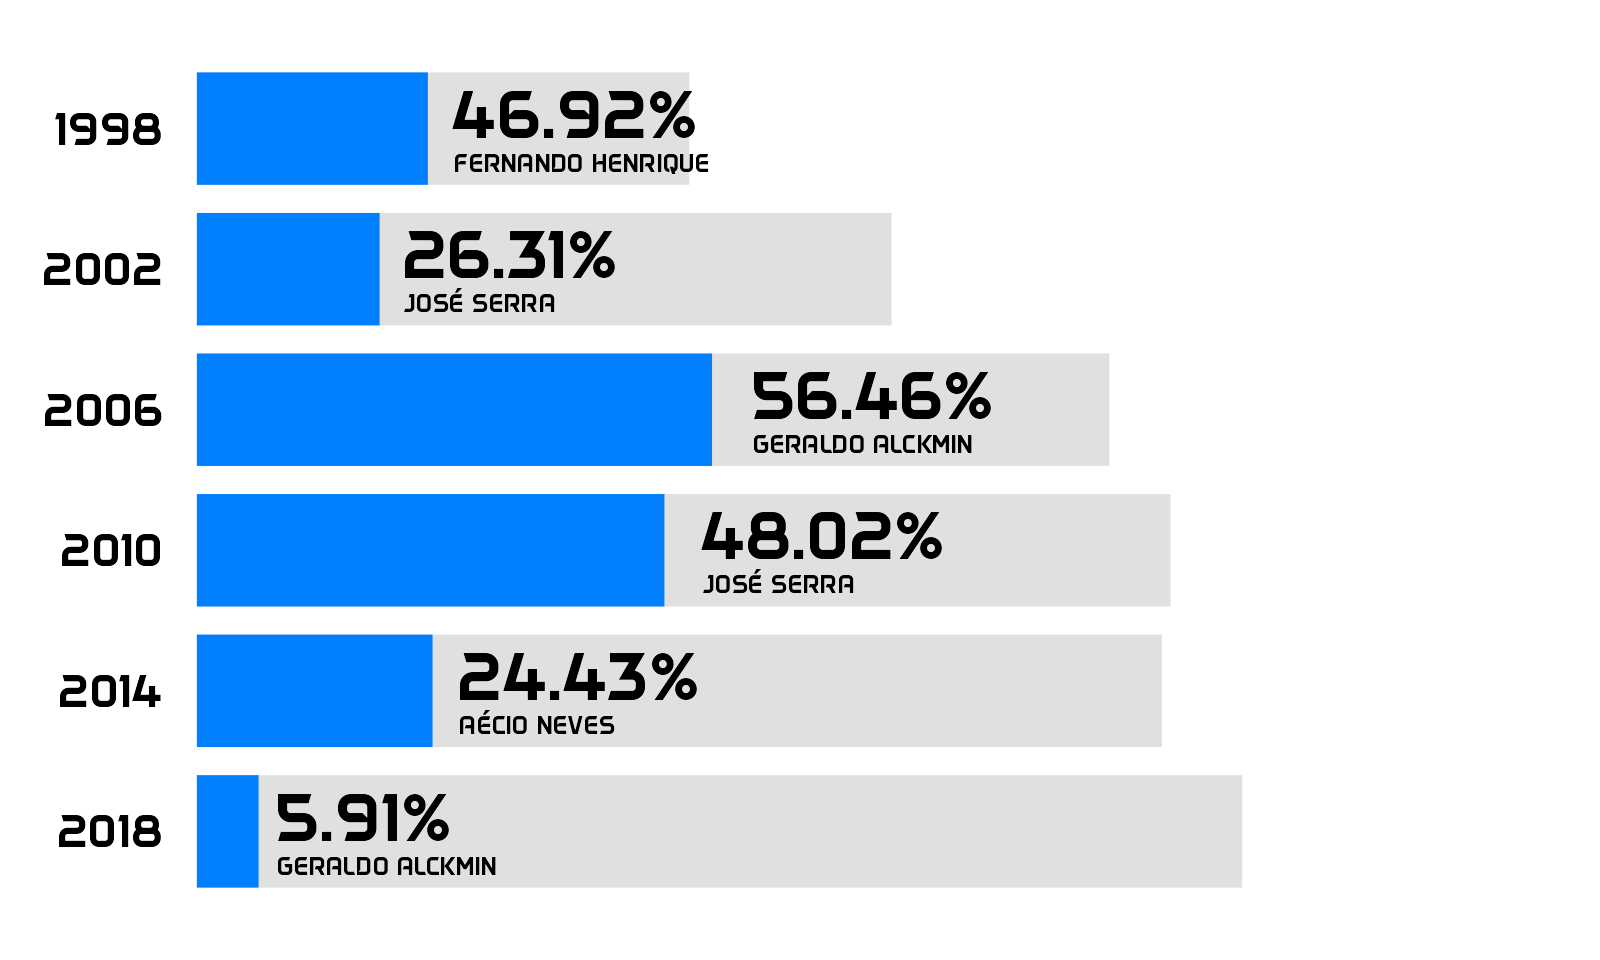 1998
46.92%
FERNANDO HENRIQUE
2002
26.31%
JOSÉ SERRA
2006
56.46%
GERALDO ALCKMIN
2010
48.02%
JOSÉ SERRA
2014
24.43%
AÉCIO NEVES
2018
5.91%
GERALDO ALCKMIN